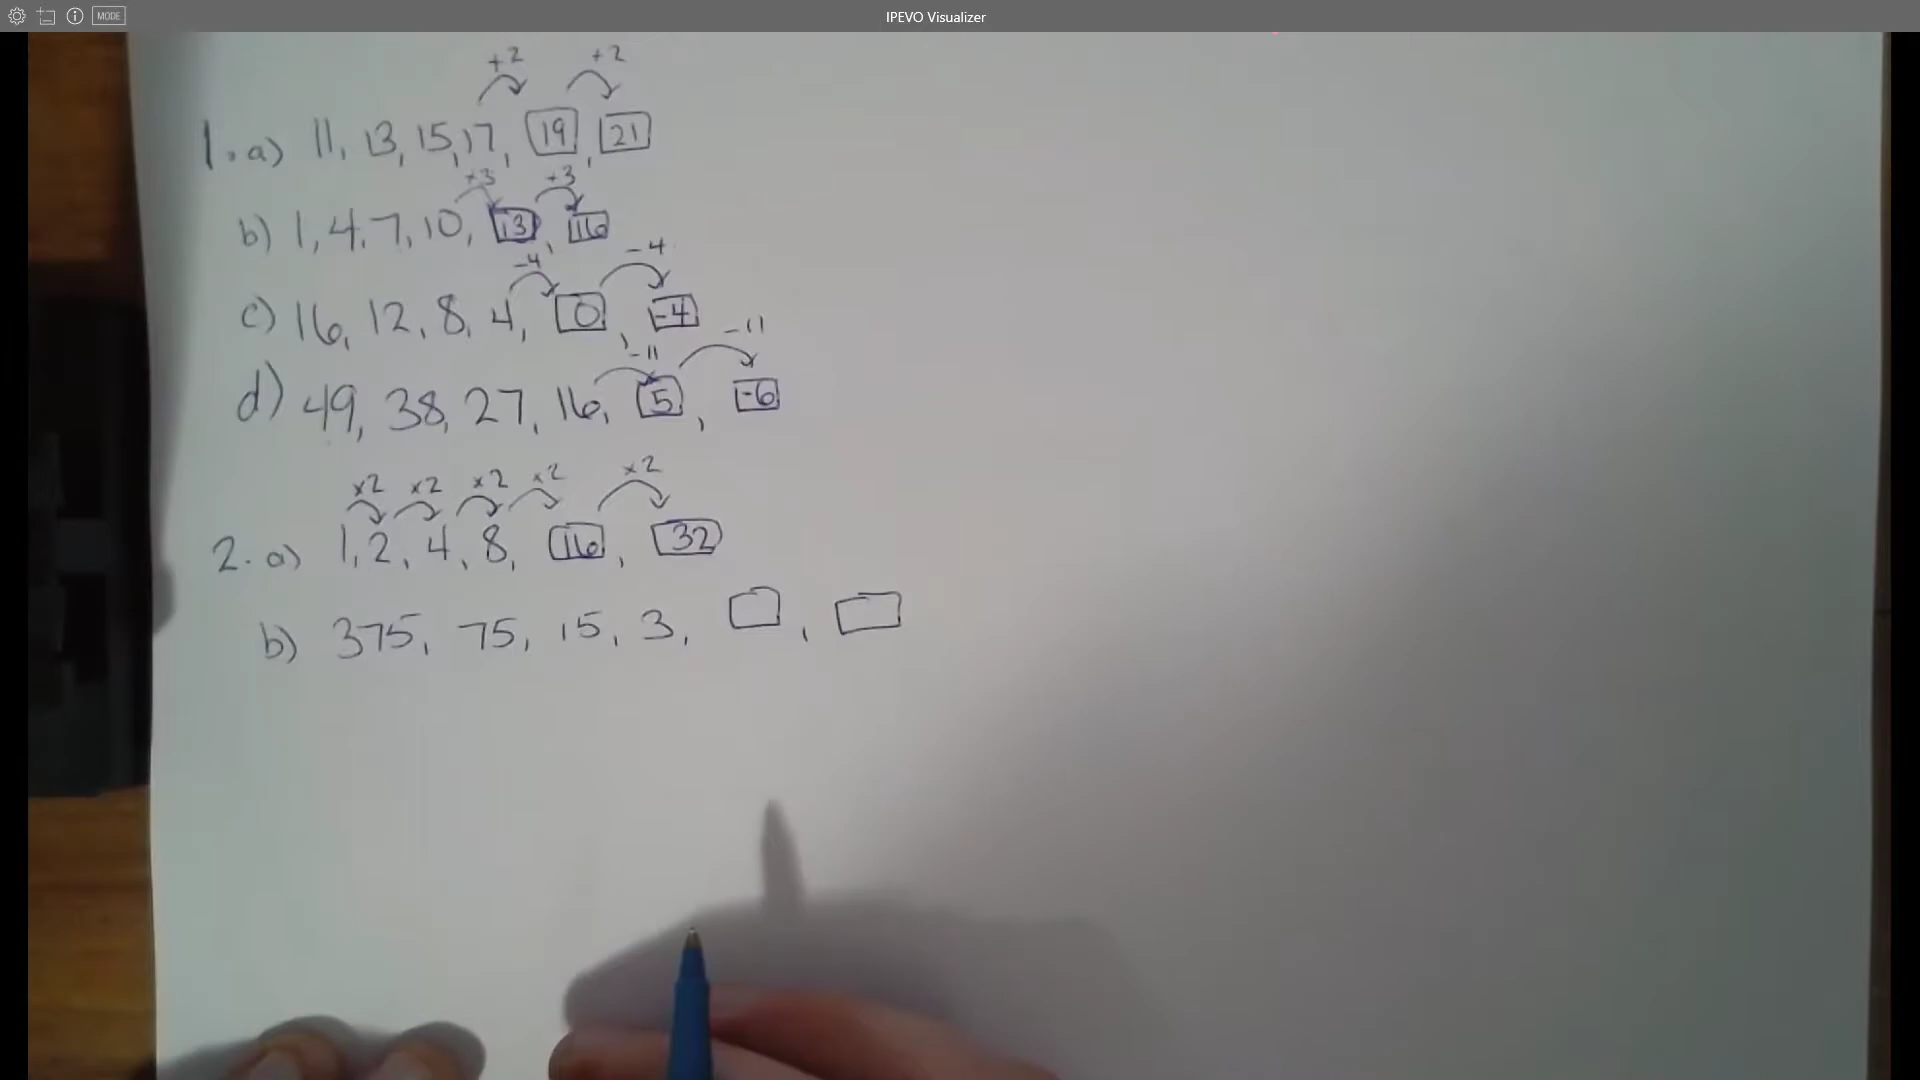 MODE IPEVO Visualizer
+2 +2
1. a) 11, 13, 15, 17, 19, 21
+3 +3
b) 1, 4, 7, 10, 13, 16
-4 -4
c) 16, 12, 8, 4, 0, -4
-11 -11
d) 49, 38, 27, 16, 5, -6
x2 x2 x2 x2 x2
2. a) 1, 2, 4, 8, 16, 32
b) 375, 75, 15, 3, ,